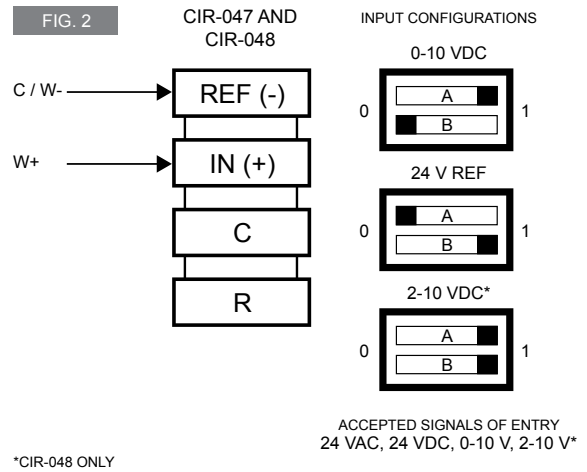 FIG. 2
CIR-047 AND
CIR-048
C / W-
REF (-)
W+
IN (+)
C
R
INPUT CONFIGURATIONS
0-10 VDC
0
A
B
1
24 V REF
0
A
B
1
2-10 VDC*
0
A
B
1
ACCEPTED SIGNALS OF ENTRY
24 VAC, 24 VDC, 0-10 V, 2-10 V*
*CIR-048 ONLY